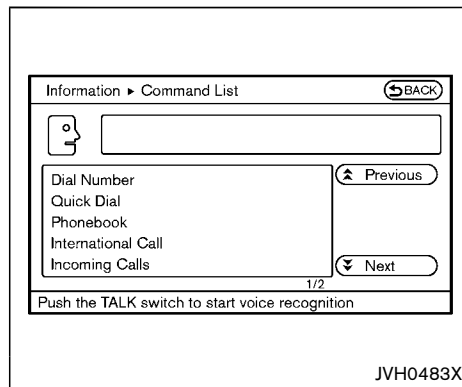 Information ► Command List
BACK
Previous
Dial Number
Quick Dial
Phonebook
International Call
Incoming Calls
Next
1/2
Push the TALK switch to start voice recognition
JVH0483X